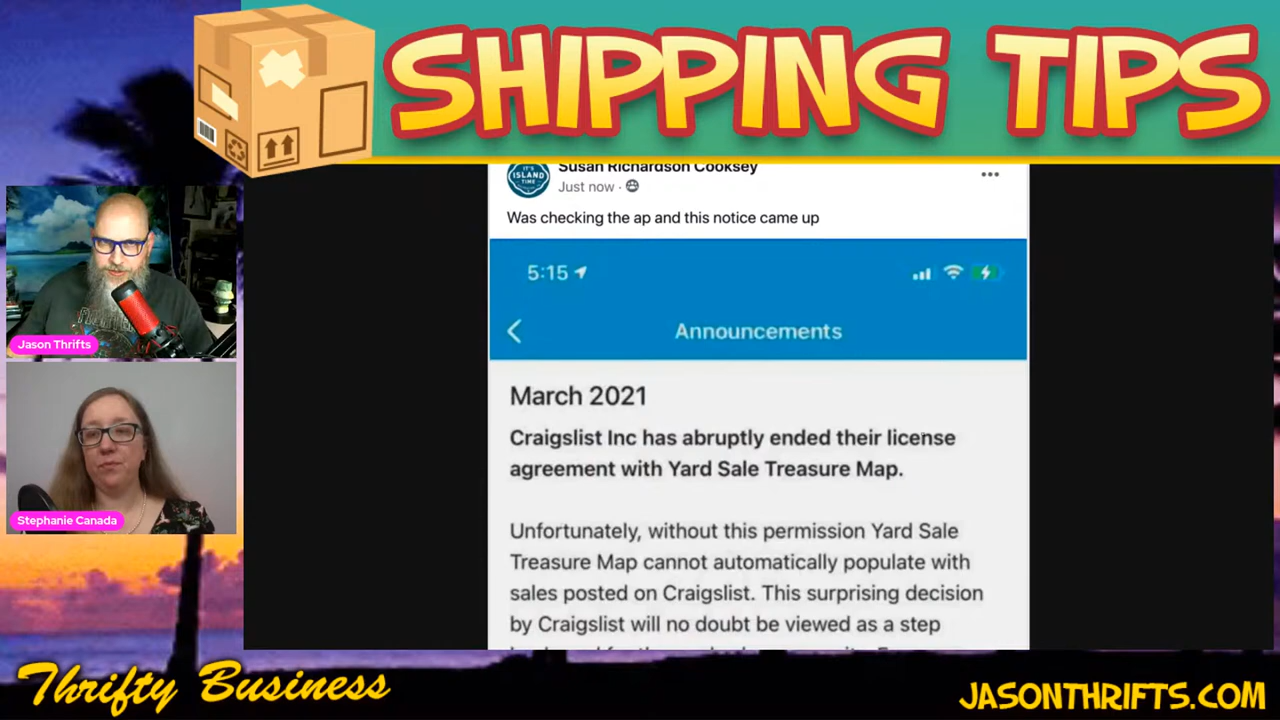 SHIPPING TIPS
IT'S
ISLAND
TIME
Susan Richardson Cooksey
Just now ·
Was checking the ap and this notice came up
5:15
Announcements
March 2021
Craigslist Inc has abruptly ended their license
agreement with Yard Sale Treasure Map.
Unfortunately, without this permission Yard Sale
Treasure Map cannot automatically populate with
sales posted on Craigslist. This surprising decision
by Craigslist will no doubt be viewed as a step
Jason Thrifts
Stephanie Canada
Thrifty Business
JASONTHRIFTS.COM